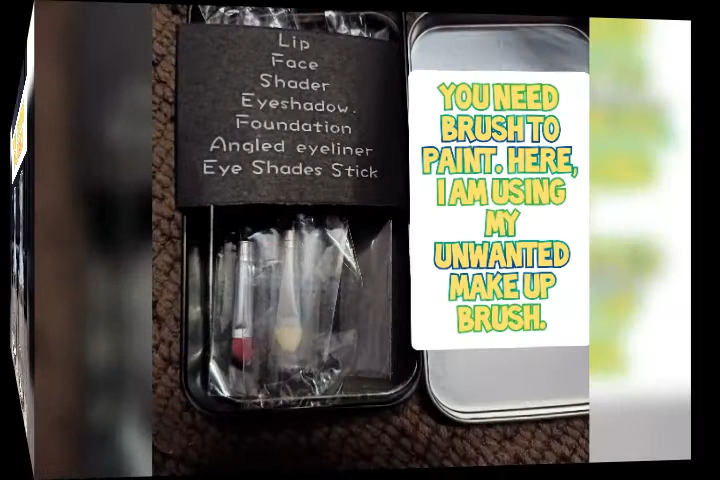 Lip
Face
Shader
Eyeshadow.
Foundation
Angled eyeliner
Eye Shades Stick
YOU NEED
BRUSH TO
PAINT. HERE,
I AM USING
MY
UNWANTED
MAKE UP
BRUSH.